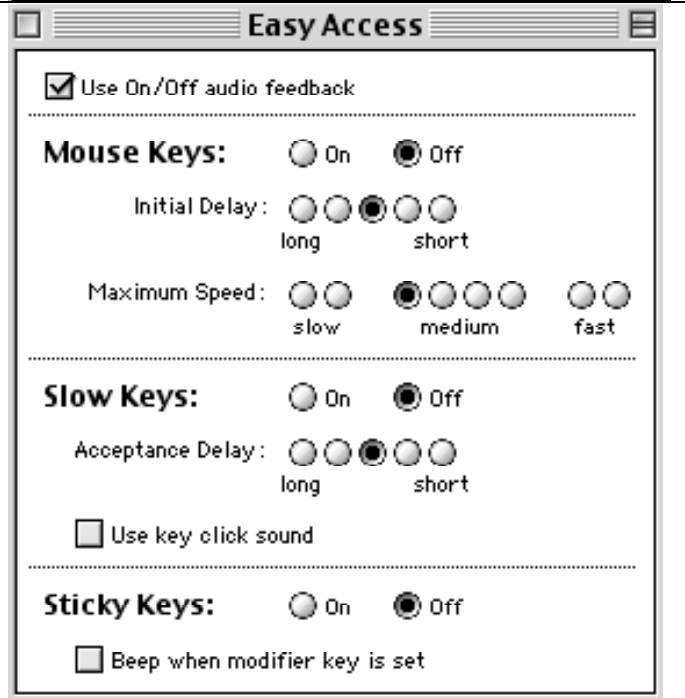 Easy Access
Use On/Off audio feedback
Mouse Keys: On Off
Initial Delay:
long short
Maximum Speed:
slow medium fast
Slow Keys: On Off
Acceptance Delay:
long short
Use key click sound
Sticky Keys: On Off
Beep when modifier key is set